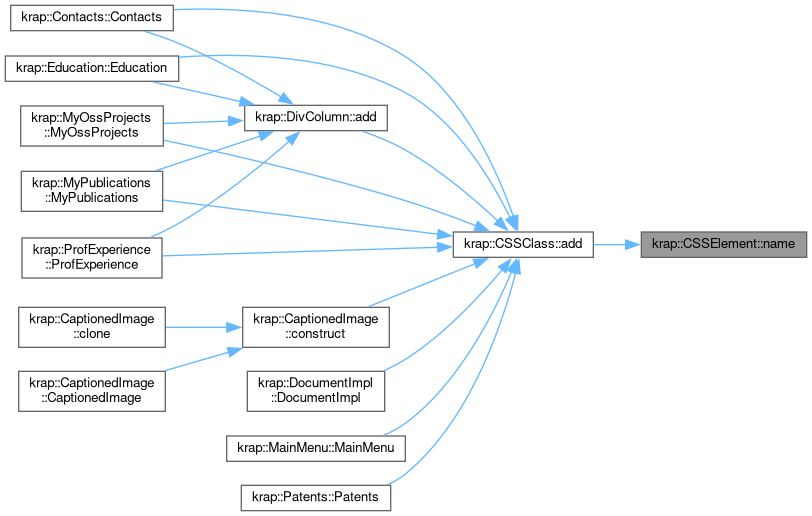 krap::Contacts::Contacts
krap::Education::Education
krap::MyOssProjects
::MyOssProjects
krap::MyPublications
::MyPublications
krap::ProfExperience
::ProfExperience
krap::CaptionedImage
::clone
krap::CaptionedImage
::CaptionedImage
krap::DivColumn::add
krap::CaptionedImage
::construct
krap::DocumentImpl
::DocumentImpl
krap::MainMenu::MainMenu
krap::Patents::Patents
krap::CSSClass::add
krap::CSSElement::name